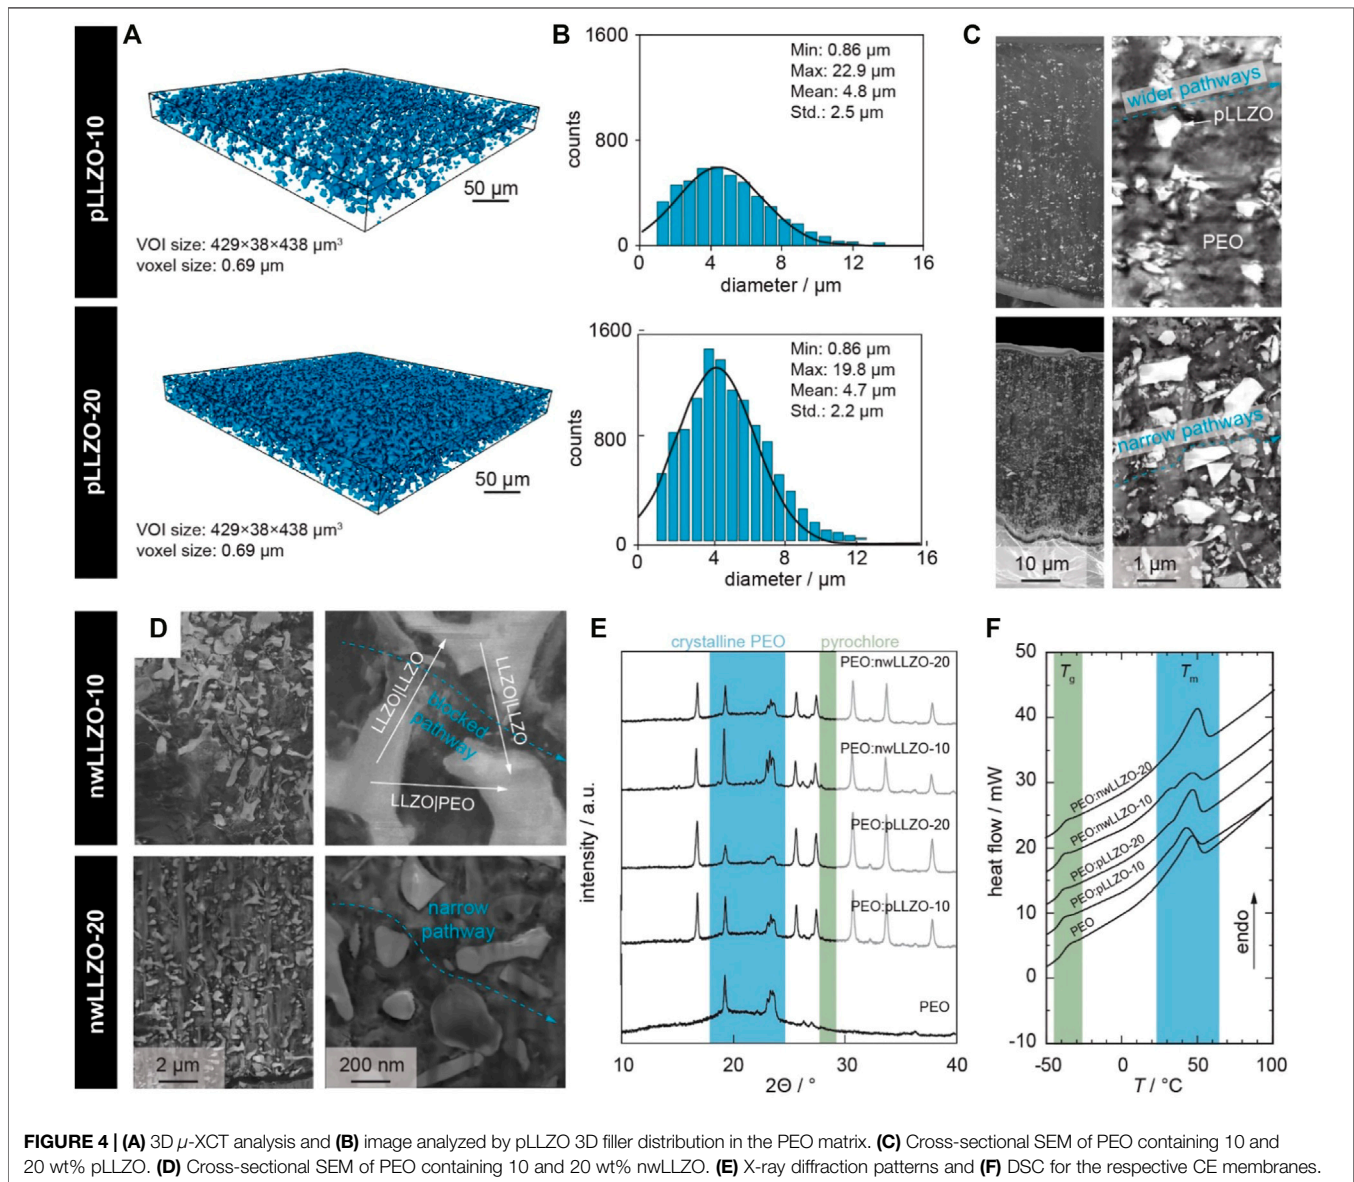 A
B
C
pLLZO-10
50 µm
VOI size: 429×38×438 µm³
voxel size: 0.69 µm
1600
800
0
counts
Min: 0.86 µm
Max: 22.9 µm
Mean: 4.8 µm
Std.: 2.5 µm
0 4 8 12 16
diameter / µm
wider pathways
pLLZO
PEO
pLLZO-20
50 µm
VOI size: 429×38×438 µm³
voxel size: 0.69 µm
1600
800
0
counts
Min: 0.86 µm
Max: 19.8 µm
Mean: 4.7 µm
Std.: 2.2 µm
0 4 8 12 16
diameter / µm
narrow pathways
10 µm
1 µm
nwLLZO-10
D
LLZO|LLZO
LLZO|LLZO
blocked
pathway
LLZO|PEO
nwLLZO-20
2 µm
narrow
pathway
200 nm
E
crystalline PEO
pyrochlore
PEO:nwLLZO-20
PEO:nwLLZO-10
PEO:pLLZO-20
PEO:pLLZO-10
PEO
intensity / a.u.
10 20 30 40
2Θ / °
F
50
40
30
20
10
0
-10
heat flow / mW
Tg
Tm
PEO:nwLLZO-20
PEO:nwLLZO-10
PEO:pLLZO-20
PEO:pLLZO-10
PEO
endo
-50 0 50 100
T / °C
FIGURE 4 | (A) 3D µ-XCT analysis and (B) image analyzed by pLLZO 3D filler distribution in the PEO matrix. (C) Cross-sectional SEM of PEO containing 10 and
20 wt% pLLZO. (D) Cross-sectional SEM of PEO containing 10 and 20 wt% nwLLZO. (E) X-ray diffraction patterns and (F) DSC for the respective CE membranes.